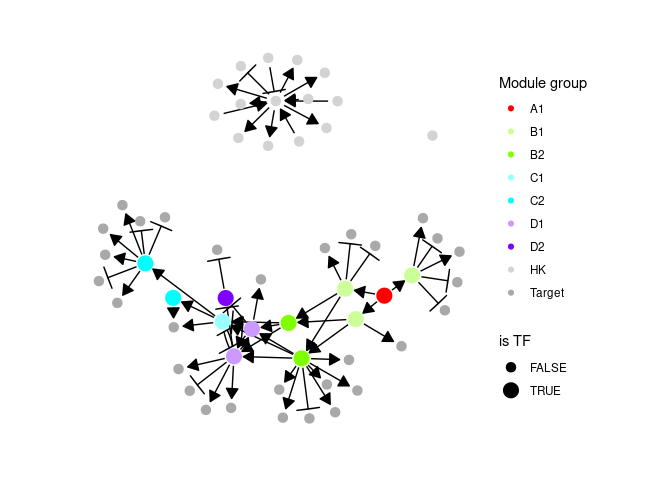 Module group
A1
B1
B2
C1
C2
D1
D2
HK
Target
is TF
FALSE
TRUE